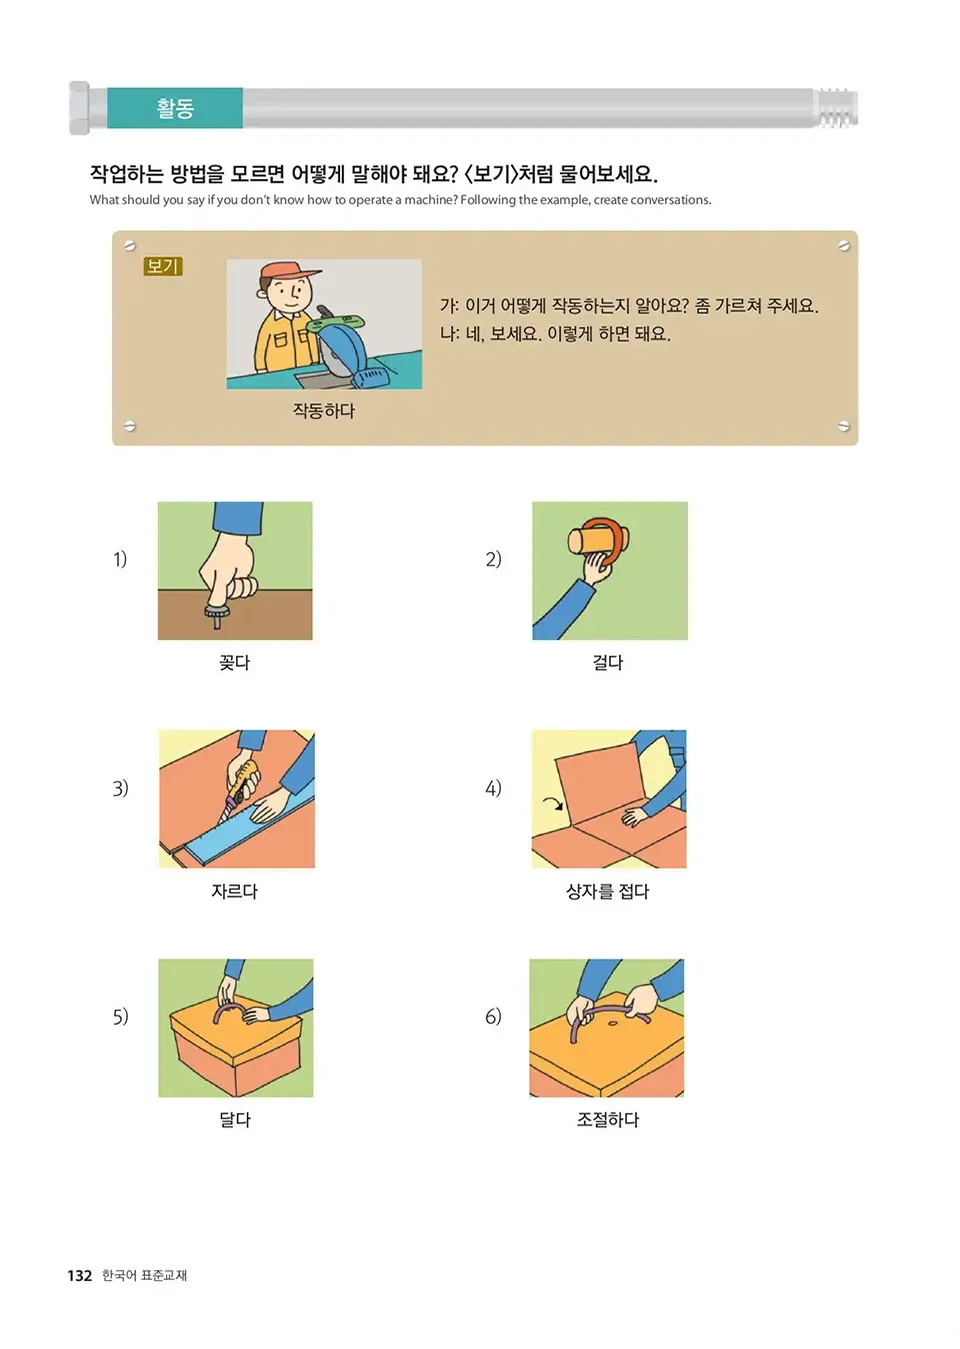 활동
작업하는 방법을 모르면 어떻게 말해야 돼요? <보기>처럼 물어보세요.
What should you say if you don't know how to operate a machine? Following the example, create conversations.
보기
가: 이거 어떻게 작동하는지 알아요? 좀 가르쳐 주세요.
나: 네, 보세요. 이렇게 하면 돼요.
작동하다
1)
꽂다
2)
걸다
3)
자르다
4)
상자를 접다
5)
달다
6)
조절하다
132 한국어 표준교재